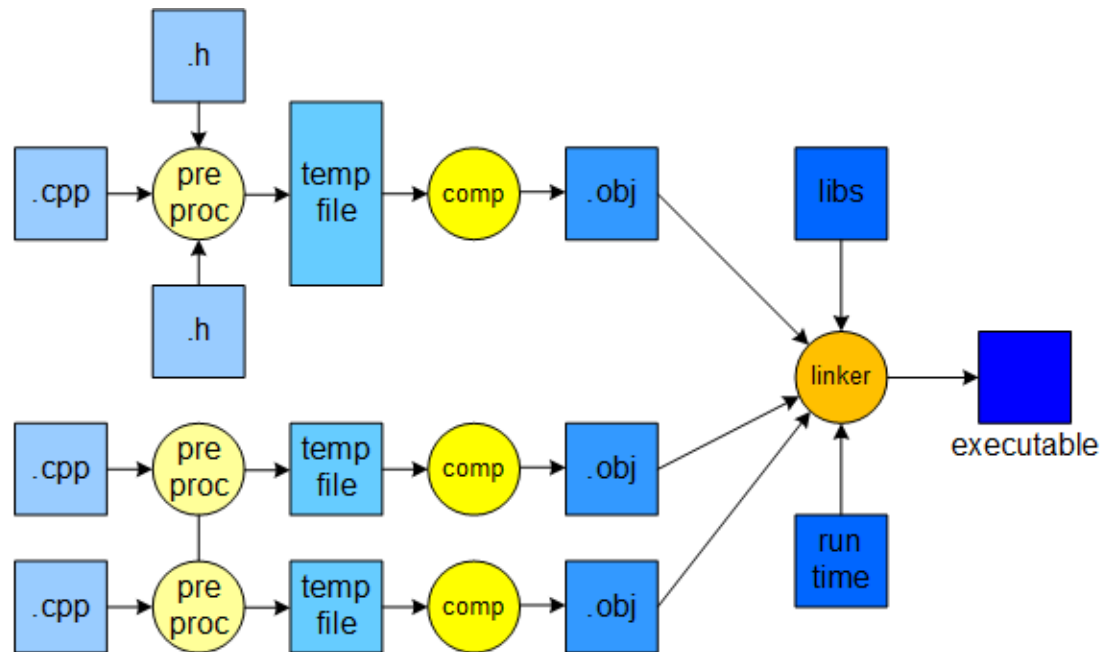 .h
.cpp
pre
proc
temp
file
comp
.obj
libs
.h
linker
executable
.cpp
pre
proc
temp
file
comp
.obj
run
time
.cpp
pre
proc
temp
file
comp
.obj